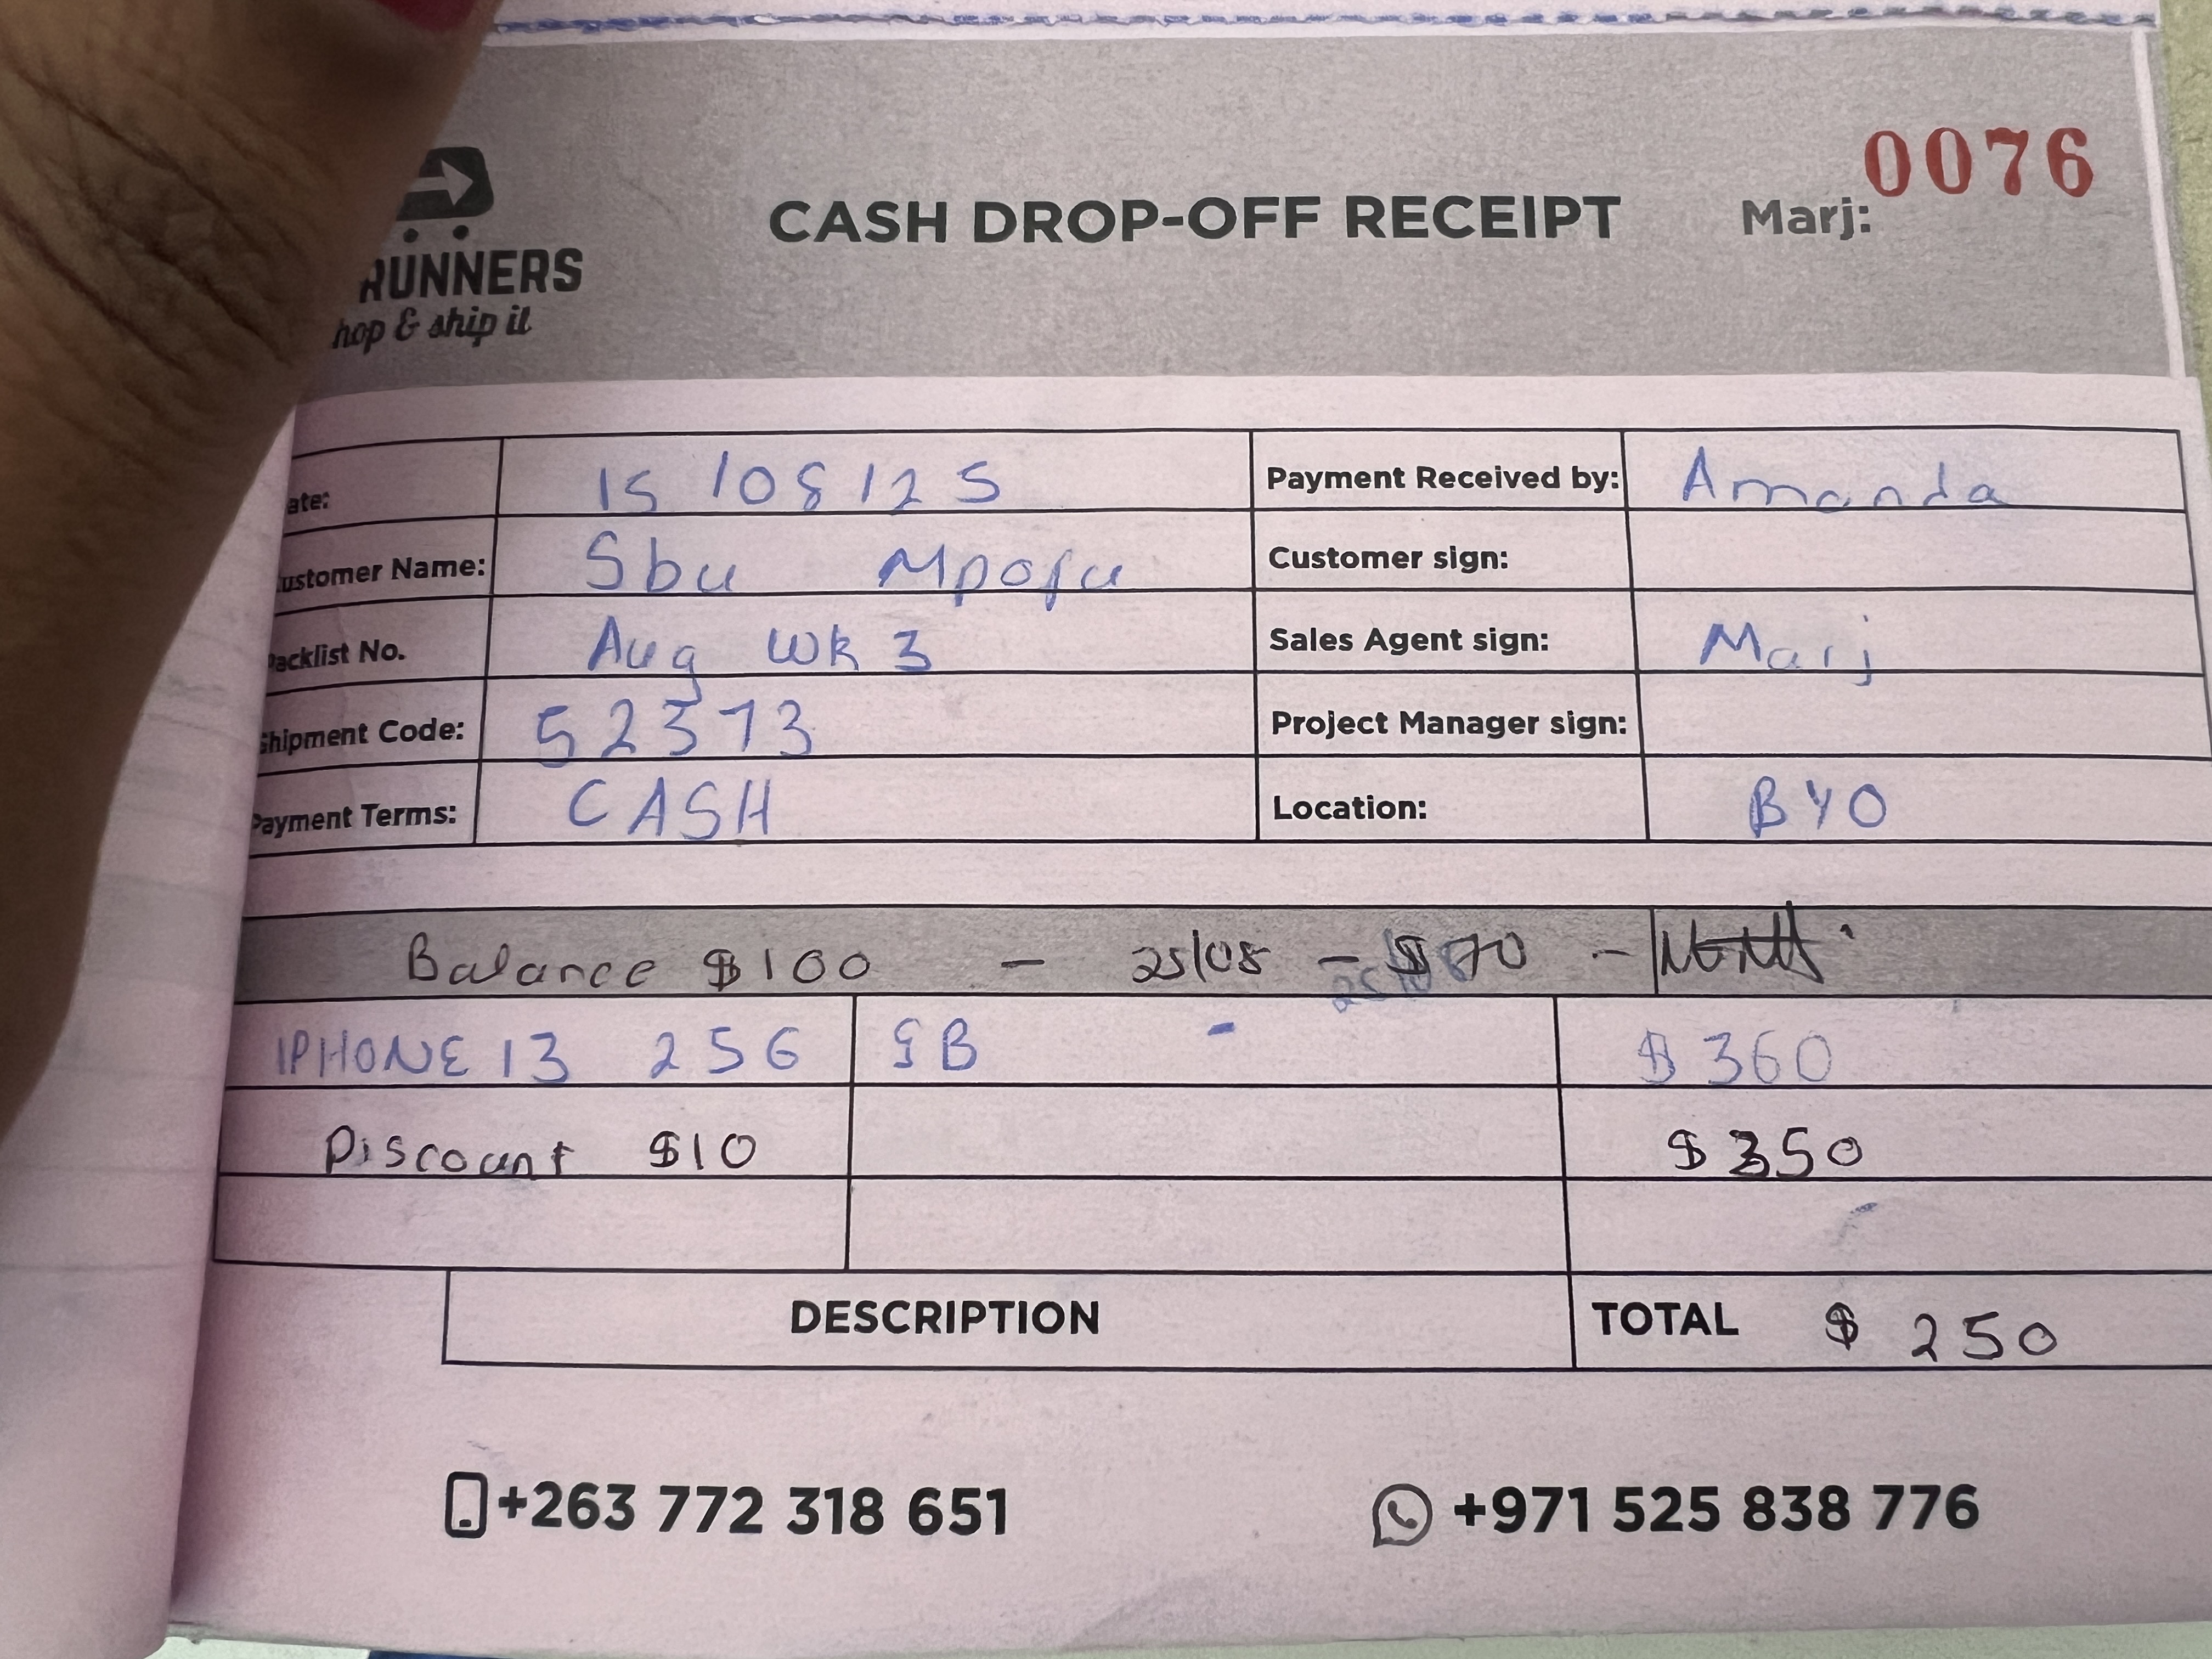 0076
CASH DROP-OFF RECEIPT Marj:
RUNNERS
hop & ship it
ate: 15/08/25 Payment Received by: Amanda
ustomer Name: Sbu Mpofu Customer sign:
acklist No. Aug Wk 3 Sales Agent sign: Marj
Shipment Code: 52373 Project Manager sign:
Payment Terms: CASH Location: BYO
Balance $100 - 25/08 - $70 -
IPHONE 13 256 GB - $360
Discount $10 $350
DESCRIPTION TOTAL $250
+263 772 318 651 +971 525 838 776